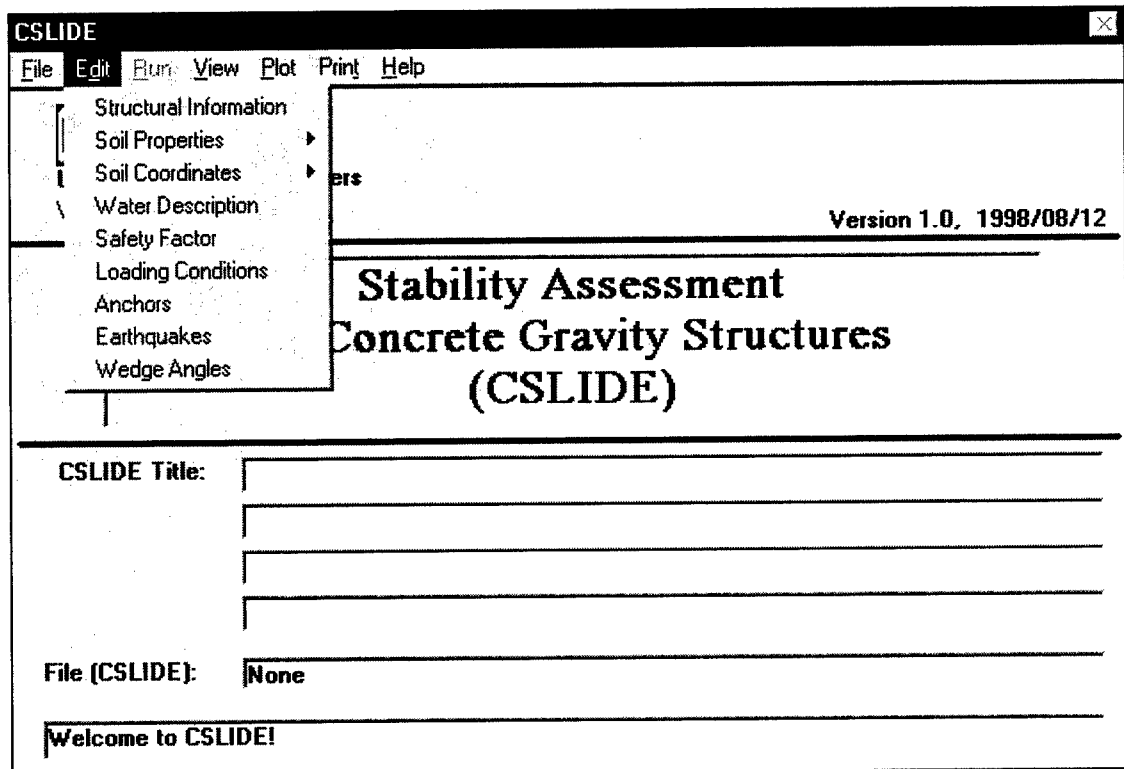 CSLIDE
File Edit Run View Plot Print Help
Structural Information
Soil Properties
Soil Coordinates
ers
Water Description
Version 1.0, 1998/08/12
Safety Factor
Loading Conditions
Anchors
Earthquakes
Wedge Angles
Stability Assessment
Concrete Gravity Structures
(CSLIDE)
CSLIDE Title:
File (CSLIDE): None
Welcome to CSLIDE!